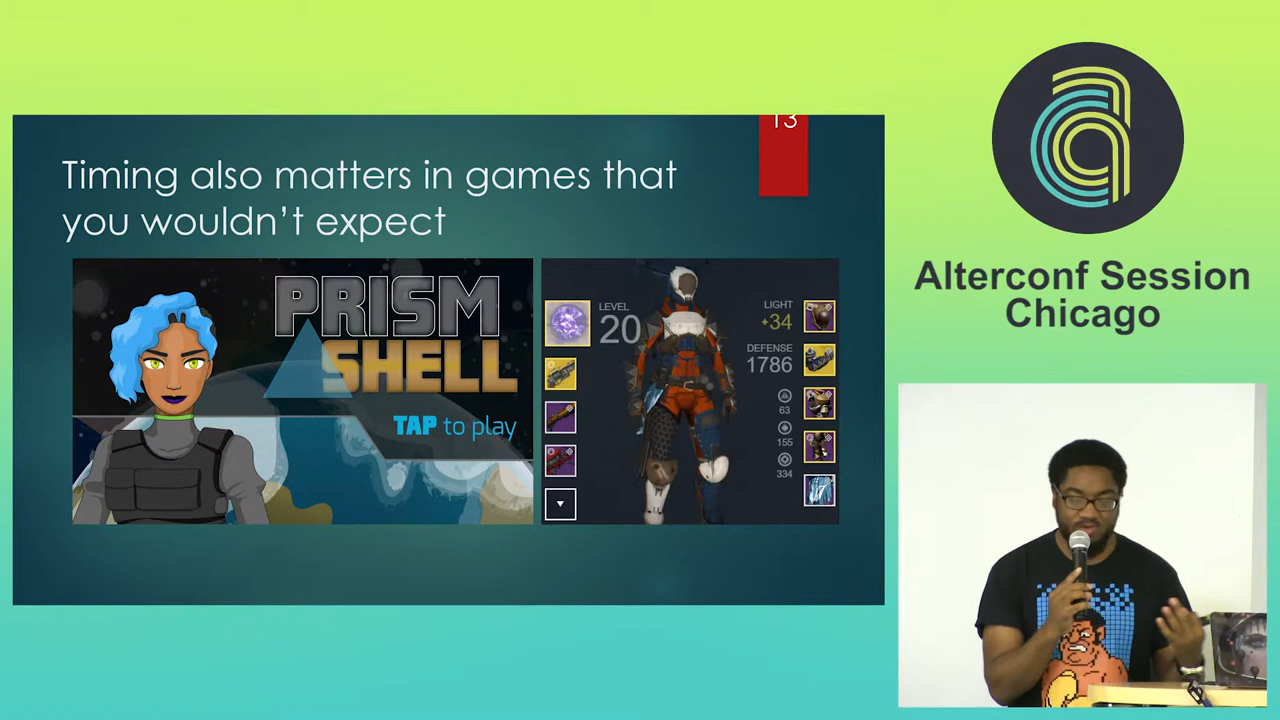 13
Timing also matters in games that
you wouldn't expect
PRISM
SHELL
TAP to play
LEVEL
20
LIGHT
+34
DEFENSE
1786
63
155
334
Alterconf Session
Chicago